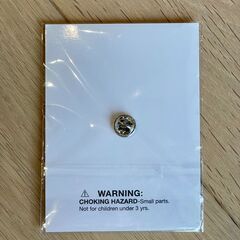 ⚠ WARNING:
CHOKING HAZARD-Small parts.
Not for children under 3 yrs.